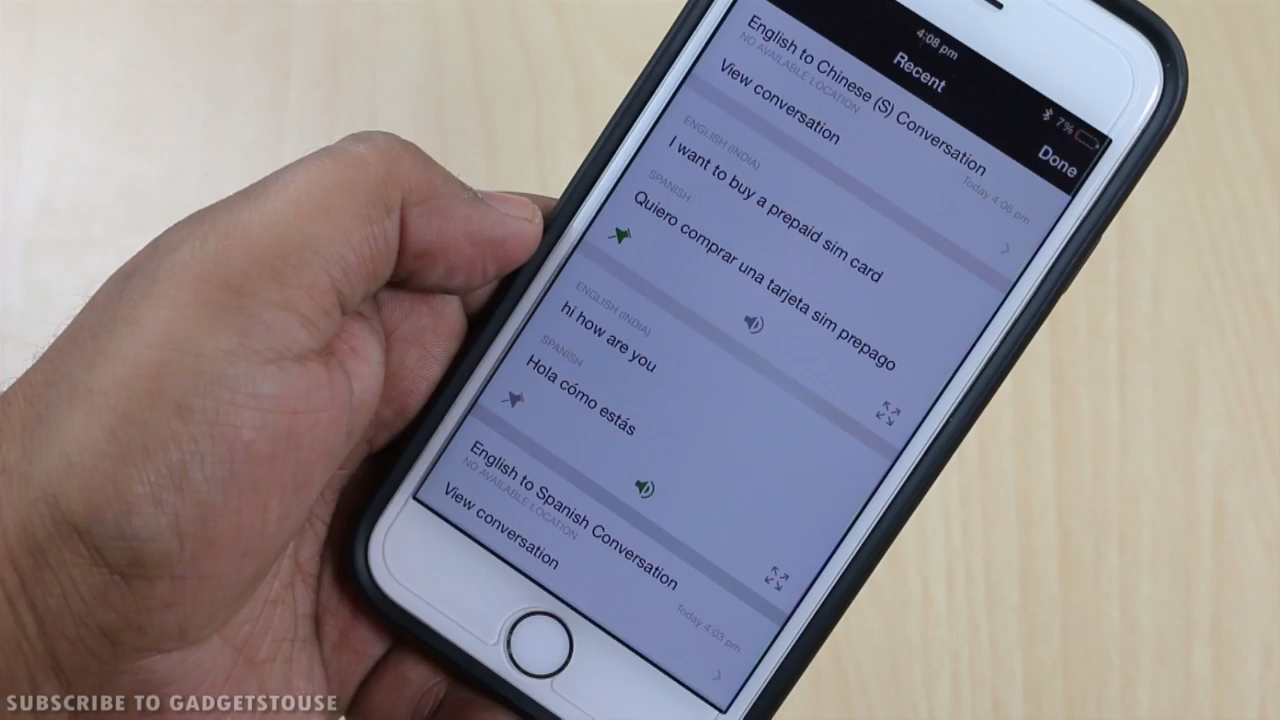 4:08 pm
7%
Recent
Done
English to Chinese (S) Conversation
NO AVAILABLE LOCATION
Today 4:06 pm
View conversation
ENGLISH (INDIA)
I want to buy a prepaid sim card
SPANISH
Quiero comprar una tarjeta sim prepago
ENGLISH (INDIA)
hi how are you
SPANISH
Hola cómo estás
English to Spanish Conversation
NO AVAILABLE LOCATION
Today 4:03 pm
View conversation
SUBSCRIBE TO GADGETSTOUSE